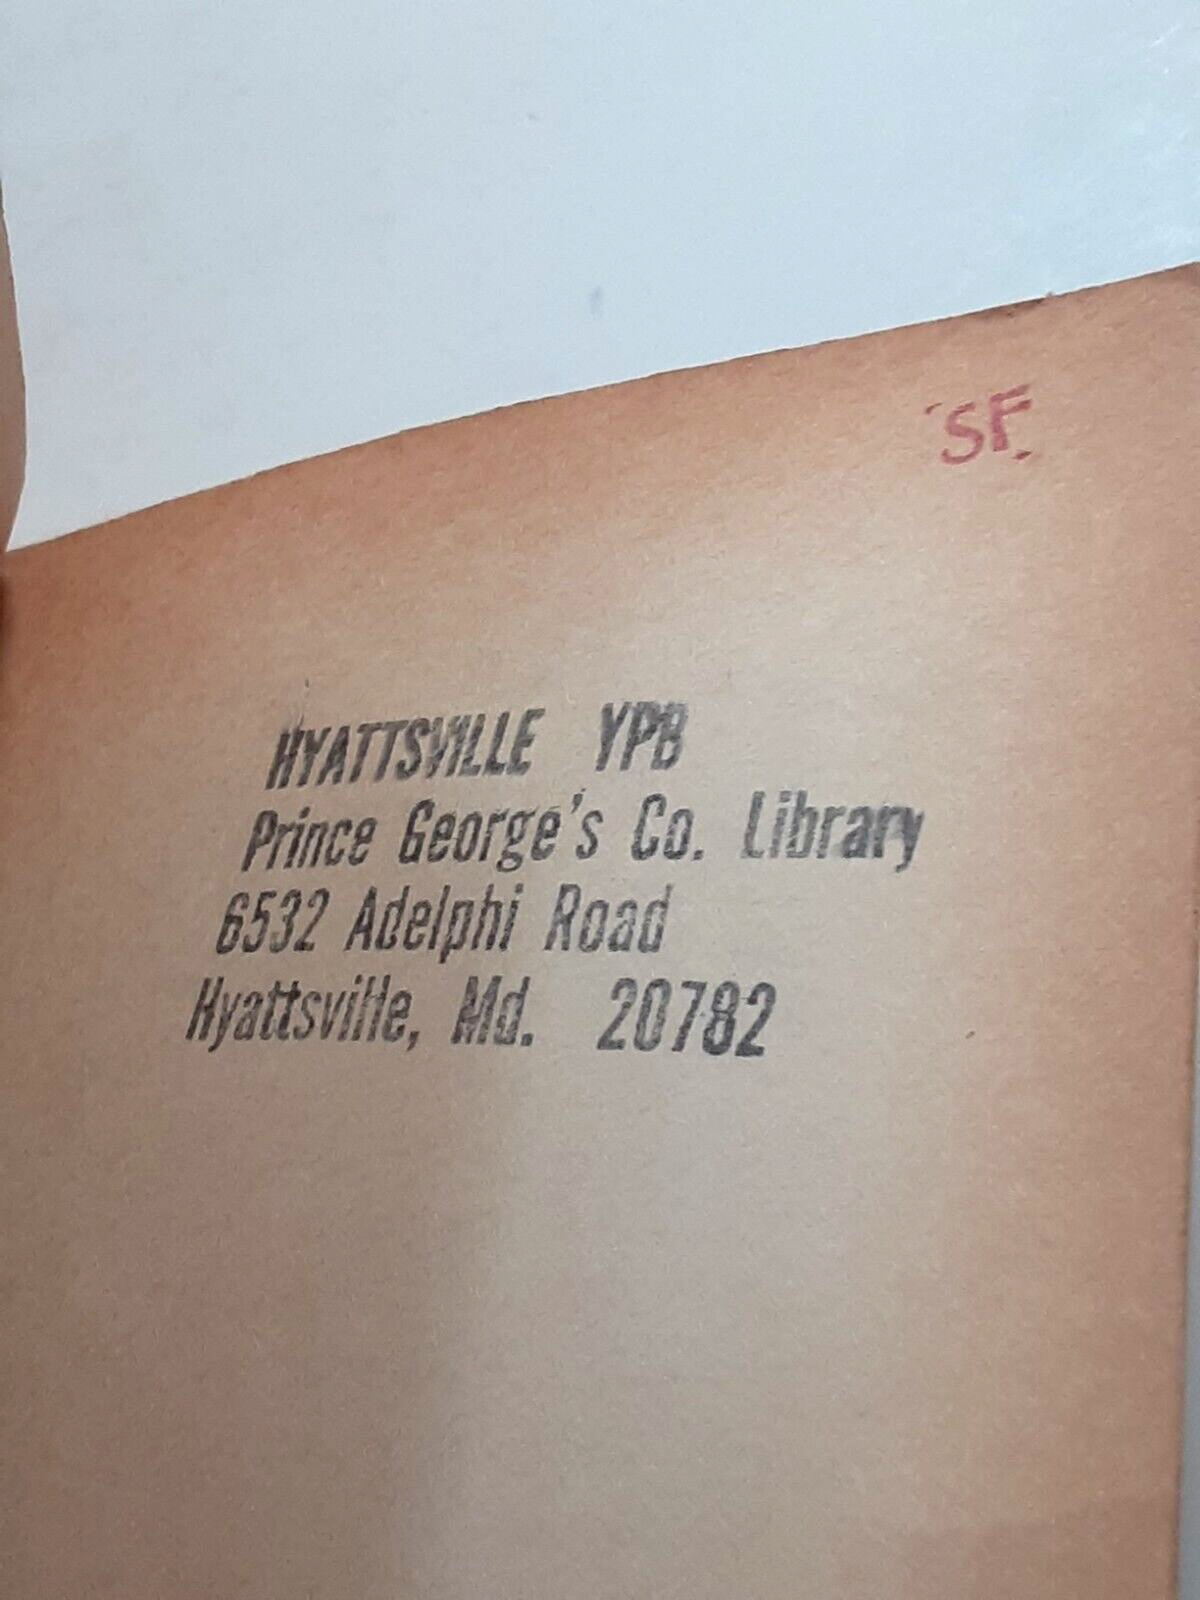 SF.
HYATTSVILLE YPB
Prince George's Co. Library
6532 Adelphi Road
Hyattsville, Md. 20782